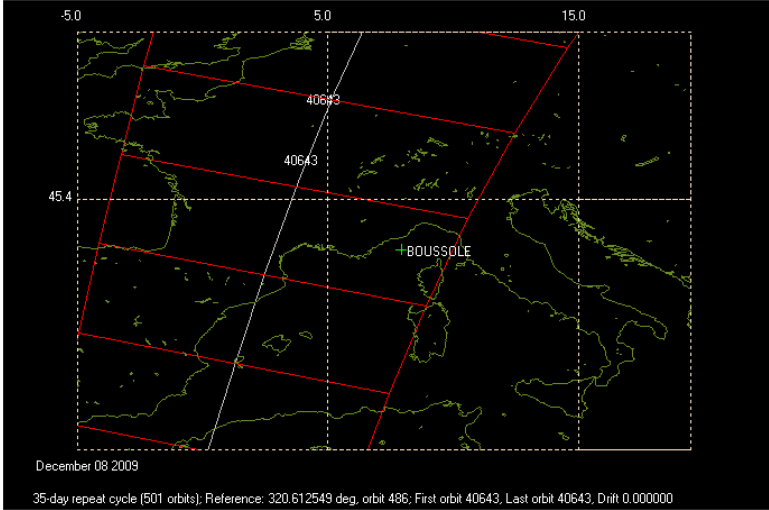 -5.0 5.0 15.0
40643
40643
45.4
BOUSSOLE
December 08 2009
35-day repeat cycle (501 orbits); Reference: 320.612549 deg, orbit 486; First orbit 40643, Last orbit 40643, Drift 0.000000